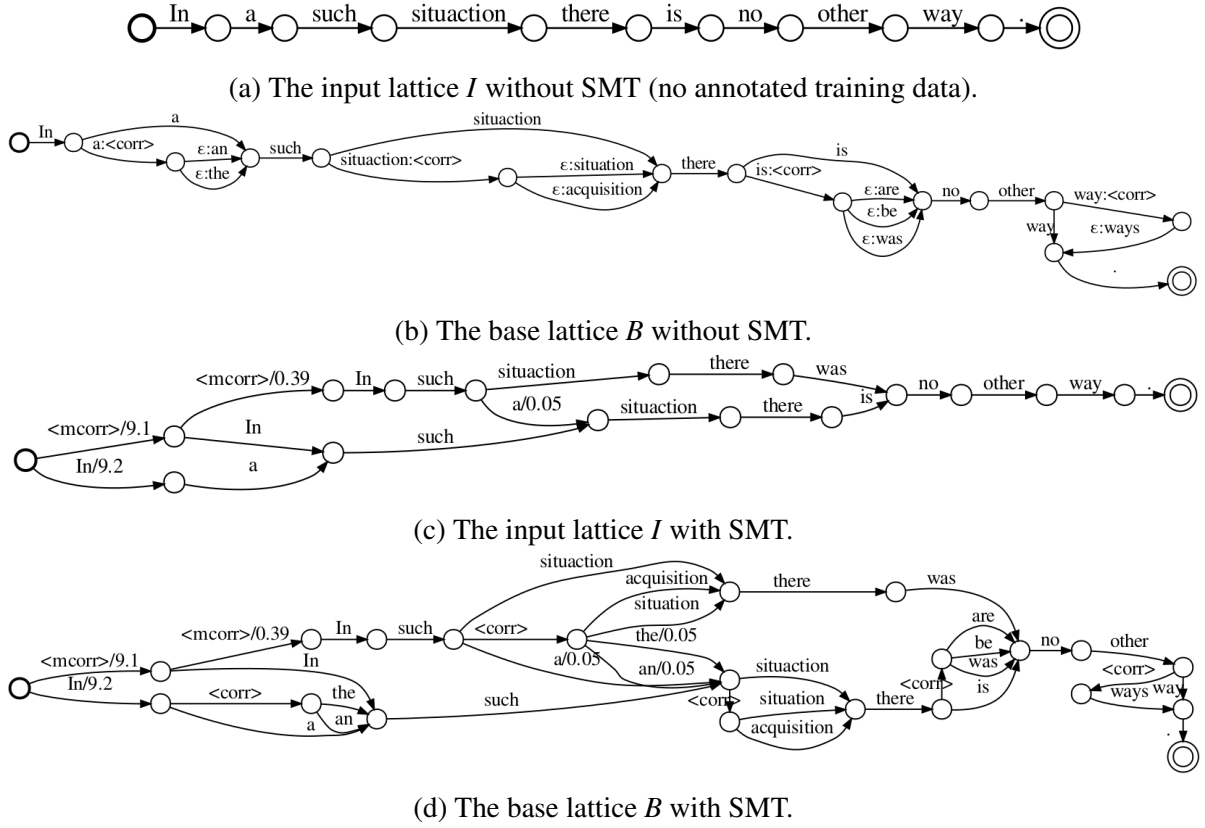 In a such situaction there is no other way .
(a) The input lattice I without SMT (no annotated training data).
In a a:<corr> ε:an ε:the such situaction situaction:<corr> ε:situation ε:acquisition there is is:<corr> ε:are ε:be ε:was no other way:<corr> way ε:ways .
(b) The base lattice B without SMT.
<mcorr>/9.1 In/9.2 <mcorr>/0.39 In a In such such situaction a/0.05 situaction there there was is no other way .
(c) The input lattice I with SMT.
<mcorr>/9.1 In/9.2 <mcorr>/0.39 In <corr> a the an In such such situaction <corr> acquisition situation the/0.05 a/0.05 an/0.05 <corr> situaction situation acquisition there there was <corr> are be was is no other <corr> ways way .
(d) The base lattice B with SMT.